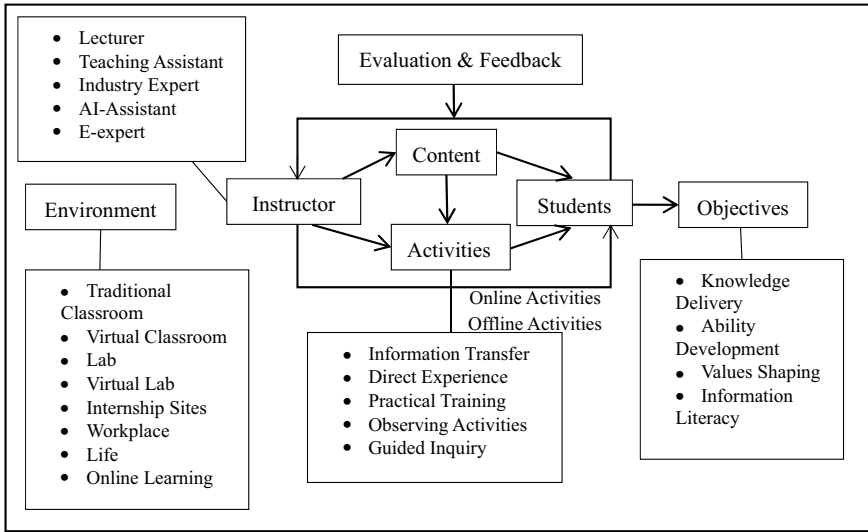 • Lecturer
• Teaching Assistant
• Industry Expert
• AI-Assistant
• E-expert
Evaluation & Feedback
Content
Environment
Instructor
Students
Objectives
Activities
Online Activities
Offline Activities
• Traditional
Classroom
• Virtual Classroom
• Lab
• Virtual Lab
• Internship Sites
• Workplace
• Life
• Online Learning
• Information Transfer
• Direct Experience
• Practical Training
• Observing Activities
• Guided Inquiry
• Knowledge
Delivery
• Ability
Development
• Values Shaping
• Information
Literacy